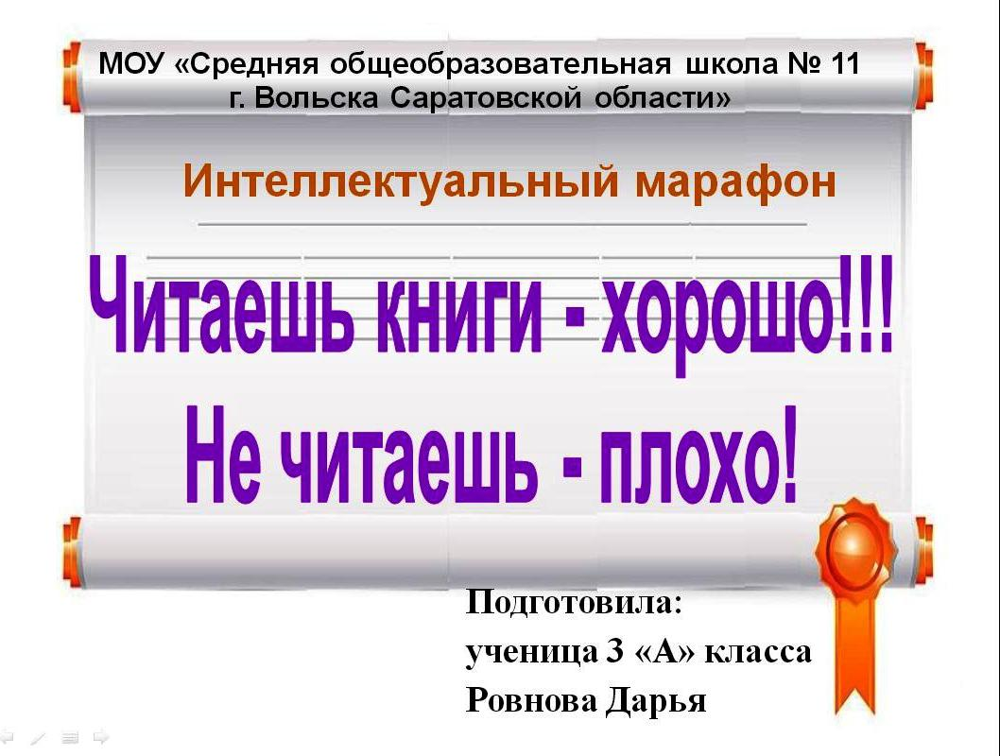 МОУ «Средняя общеобразовательная школа № 11
г. Вольска Саратовской области»
Интеллектуальный марафон
Читаешь книги - хорошо!!!
Не читаешь - плохо!
Подготовила:
ученица 3 «А» класса
Ровнова Дарья